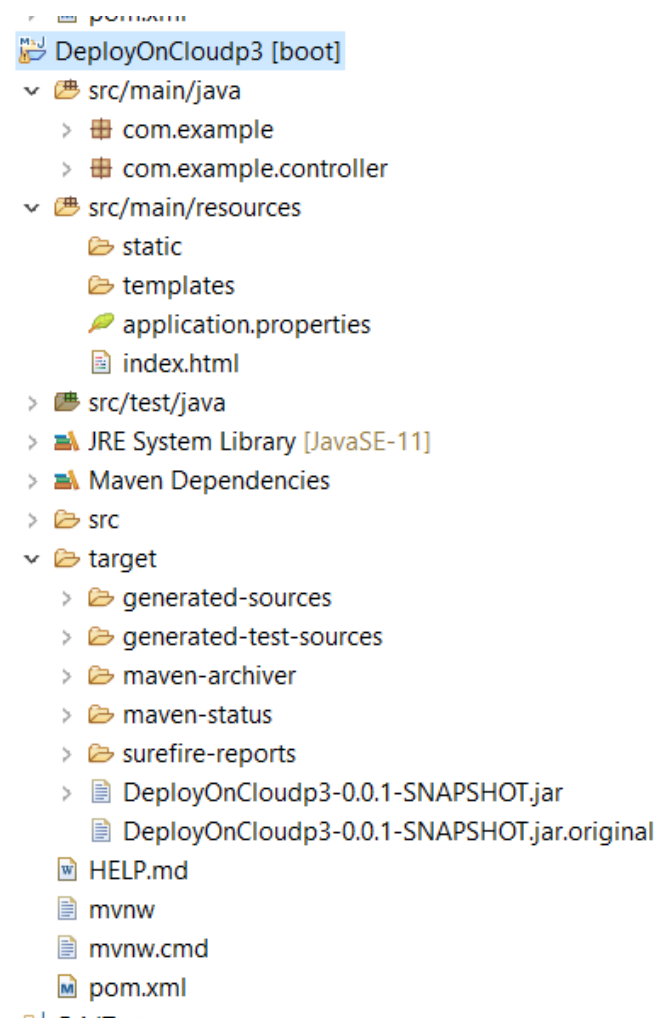 pom.xml
DeployOnCloudp3 [boot]
src/main/java
com.example
com.example.controller
src/main/resources
static
templates
application.properties
index.html
src/test/java
JRE System Library [JavaSE-11]
Maven Dependencies
src
target
generated-sources
generated-test-sources
maven-archiver
maven-status
surefire-reports
DeployOnCloudp3-0.0.1-SNAPSHOT.jar
DeployOnCloudp3-0.0.1-SNAPSHOT.jar.original
HELP.md
mvnw
mvnw.cmd
pom.xml